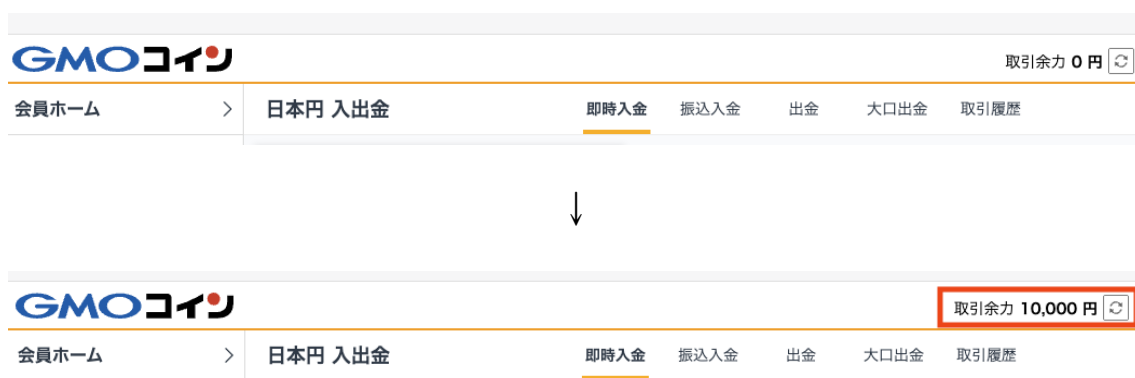 GMOコイン 取引余力 0 円
会員ホーム 日本円 入出金 即時入金 振込入金 出金 大口出金 取引履歴
↓
GMOコイン 取引余力 10,000 円
会員ホーム 日本円 入出金 即時入金 振込入金 出金 大口出金 取引履歴